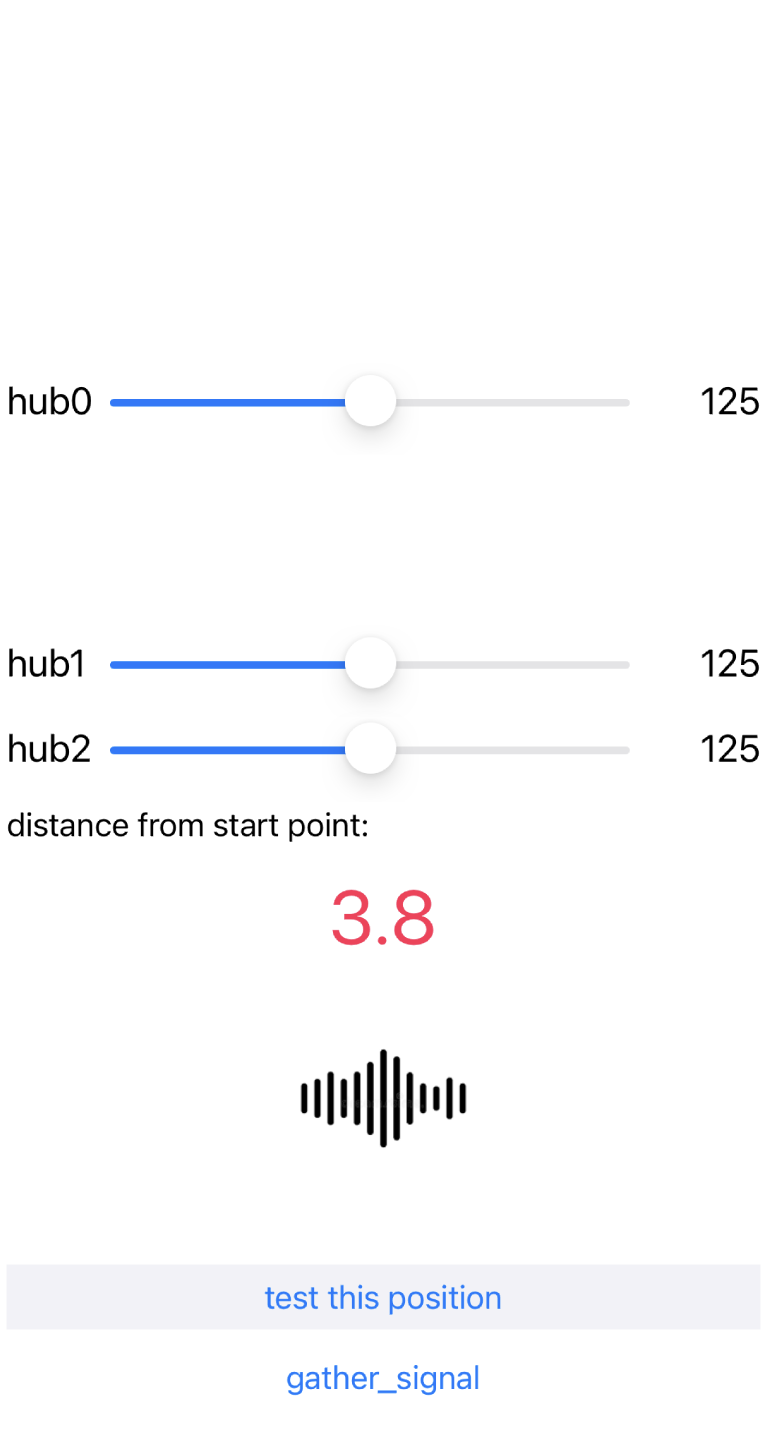 hub0 125
hub1 125
hub2 125
distance from start point:
3.8
test this position
gather_signal